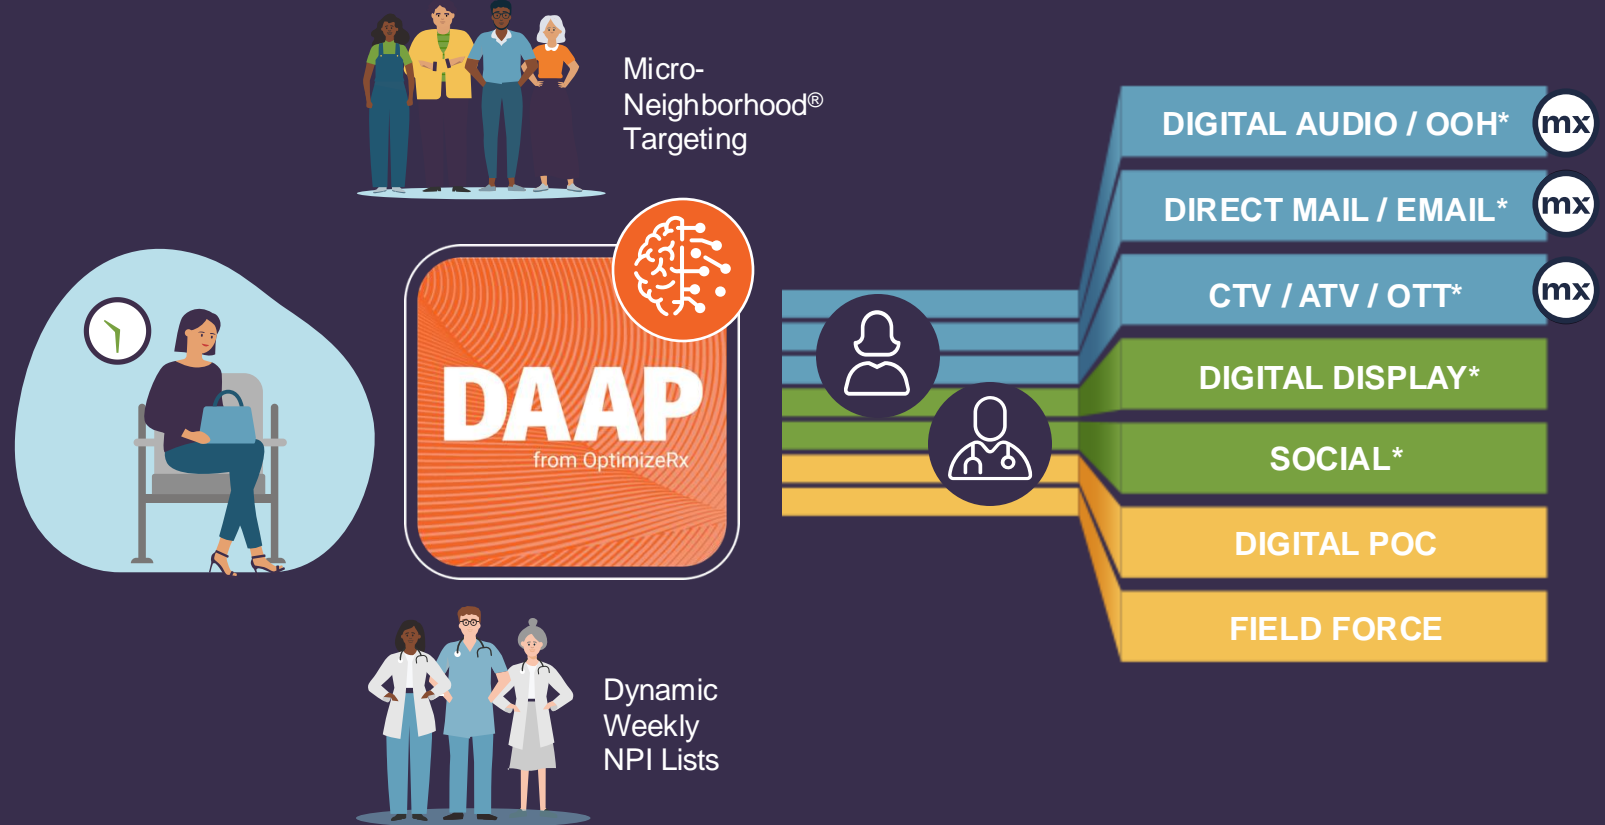 Micro-
Neighborhood®
Targeting
DAAP
from OptimizeRx
Dynamic
Weekly
NPI Lists
DIGITAL AUDIO / OOH*
mx
DIRECT MAIL / EMAIL*
mx
CTV / ATV / OTT*
mx
DIGITAL DISPLAY*
SOCIAL*
DIGITAL POC
FIELD FORCE